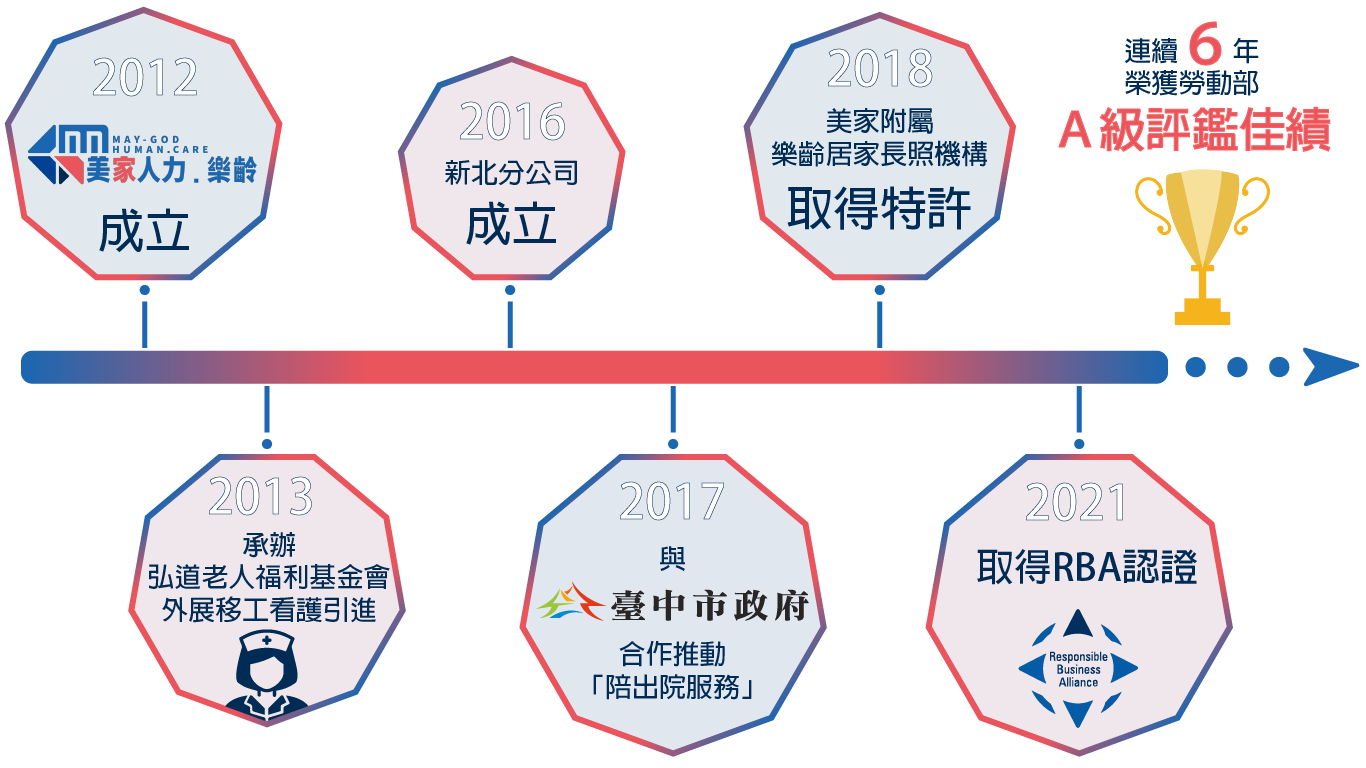 2012
MAY-GOD
HUMAN.CARE
美家人力.樂齡
成立
2013
承辦
弘道老人福利基金會
外展移工看護引進
2016
新北分公司
成立
2017
與
臺中市政府
合作推動
「陪出院服務」
2018
美家附屬
樂齡居家長照機構
取得特許
2021
取得RBA認證
Responsible
Business
Alliance
連續6年
榮獲勞動部
A級評鑑佳績